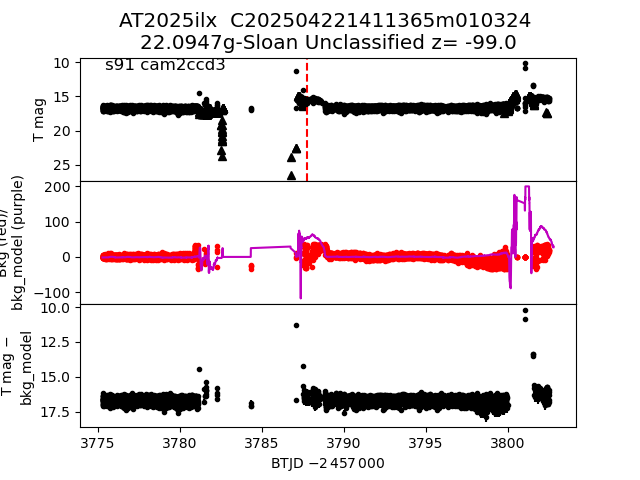 AT2025ilx  C202504221411365m010324
22.0947g-Sloan Unclassified z= -99.0
s91 cam2ccd3
10
15
20
25
T mag
200
100
0
−100
Bkg (red)/
bkg_model (purple)
10.0
12.5
15.0
17.5
T mag −
bkg_model
3775
3780
3785
3790
3795
3800
BTJD −2 457 000